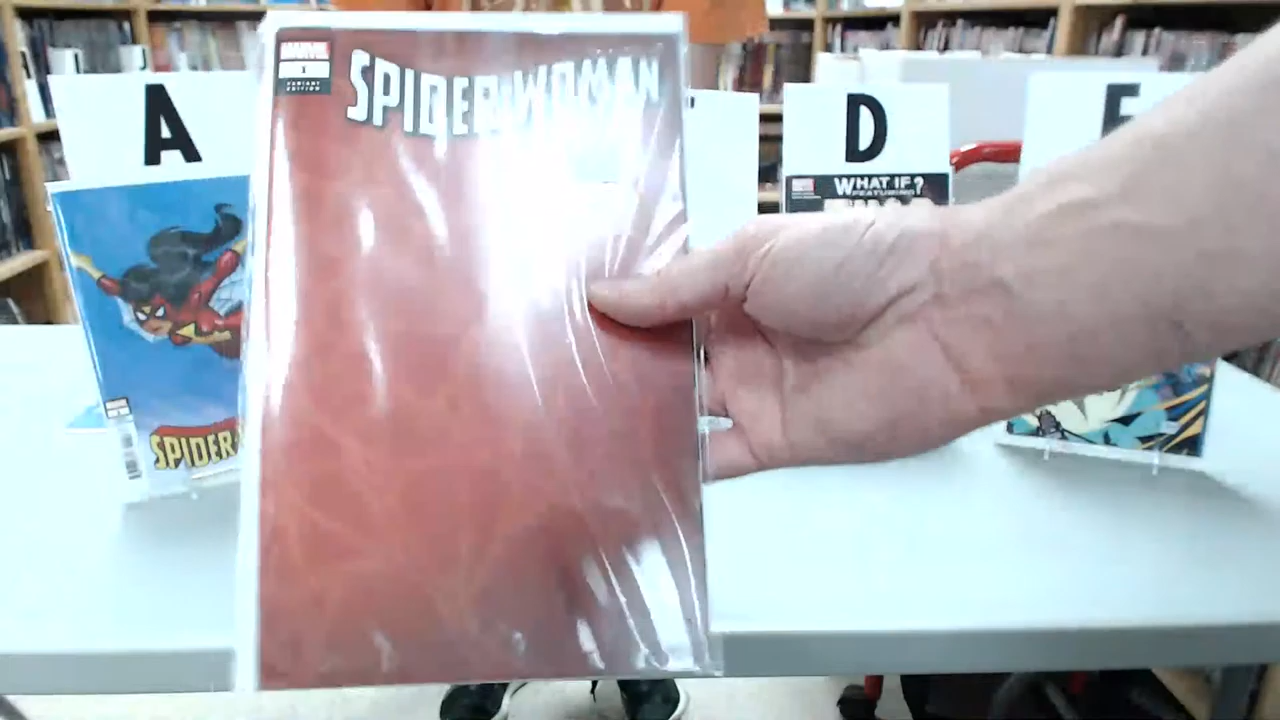 MARVEL
1
VARIANT
EDITION
SPIDER-WOMAN
A
D
WHAT IF?
FEATURING
SPIDER-